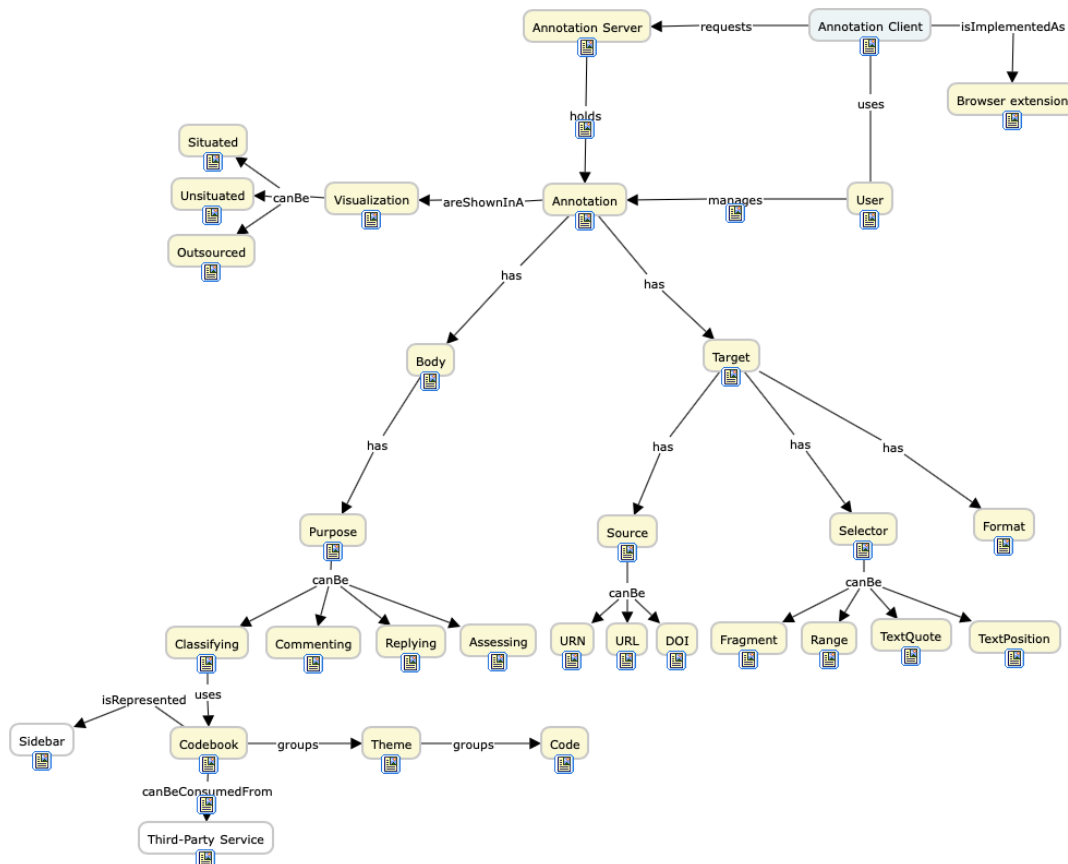 Annotation Server
requests
Annotation Client
isImplementedAs
Browser extension
uses
holds
Situated
Unsituated
Outsourced
canBe
Visualization
areShownInA
Annotation
manages
User
has
has
Body
Target
has
has
has
has
Purpose
Source
Selector
Format
canBe
canBe
canBe
Classifying
Commenting
Replying
Assessing
URN
URL
DOI
Fragment
Range
TextQuote
TextPosition
isRepresented
uses
Sidebar
Codebook
groups
Theme
groups
Code
canBeConsumedFrom
Third-Party Service